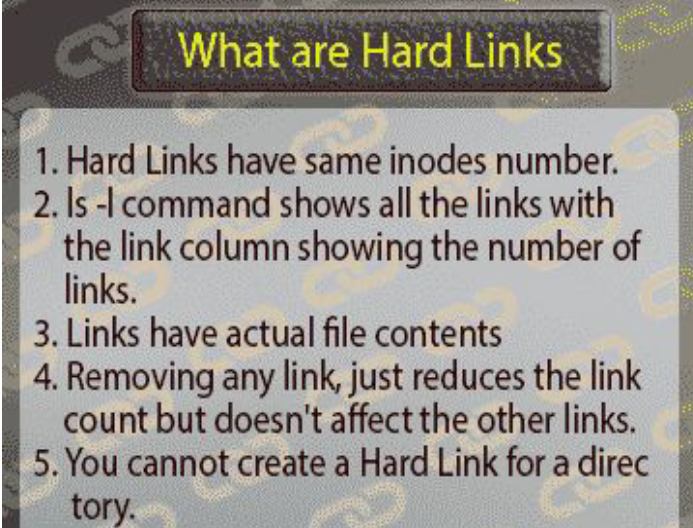 What are Hard Links
1. Hard Links have same inodes number.
2. ls -l command shows all the links with
the link column showing the number of
links.
3. Links have actual file contents
4. Removing any link, just reduces the link
count but doesn't affect the other links.
5. You cannot create a Hard Link for a direc
tory.